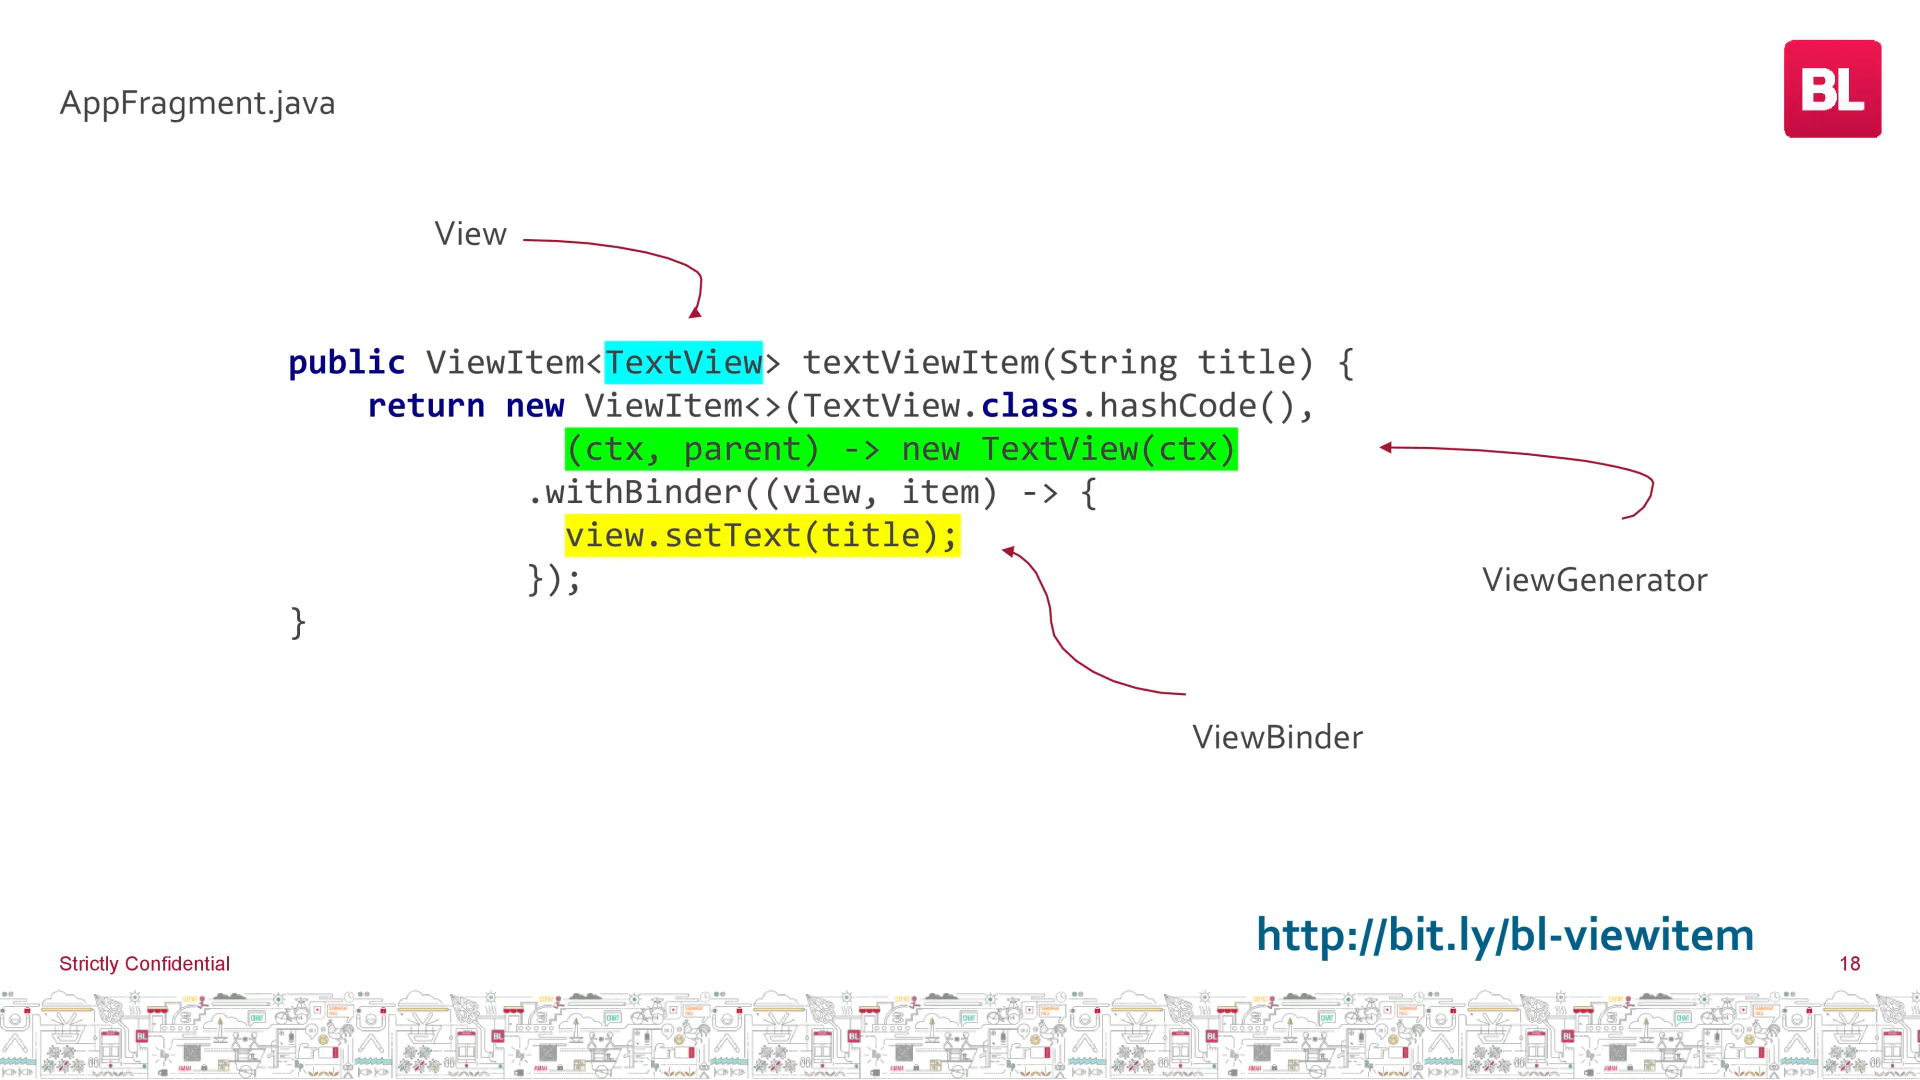 BL
AppFragment.java
View
public ViewItem<TextView> textViewItem(String title) {
return new ViewItem<>(TextView.class.hashCode(),
(ctx, parent) -> new TextView(ctx)
.withBinder((view, item) -> {
view.setText(title);
});
}
ViewGenerator
ViewBinder
http://bit.ly/bl-viewitem
Strictly Confidential
18